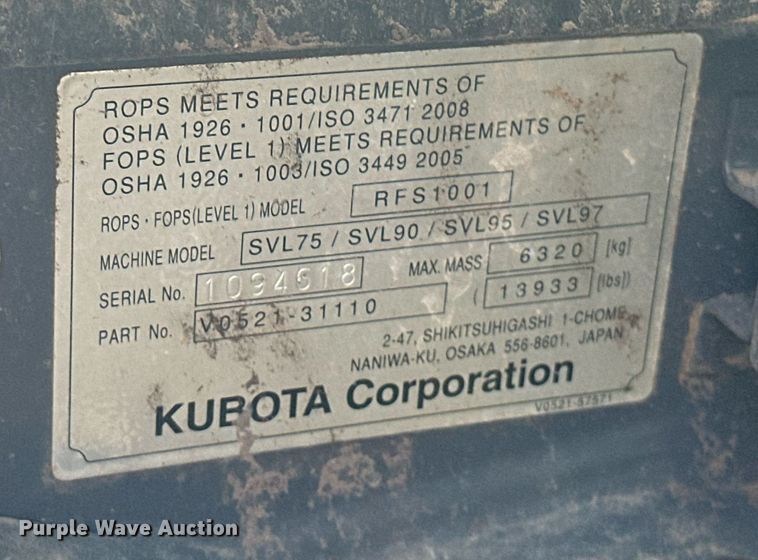 ROPS MEETS REQUIREMENTS OF
OSHA 1926・1001/ISO 3471 2008
FOPS (LEVEL 1) MEETS REQUIREMENTS OF
OSHA 1926・1003/ISO 3449 2005
ROPS・FOPS(LEVEL 1) MODEL RFS1001
MACHINE MODEL SVL75 / SVL90 / SVL95 / SVL97
SERIAL No. 1094618 MAX. MASS 6320 [kg]
PART No. V0521-31110 ( 13933 [lbs])
2-47, SHIKITSUHIGASHI 1-CHOME,
NANIWA-KU, OSAKA 556-8601, JAPAN
KUBOTA Corporation
V0521-57571
Purple Wave Auction